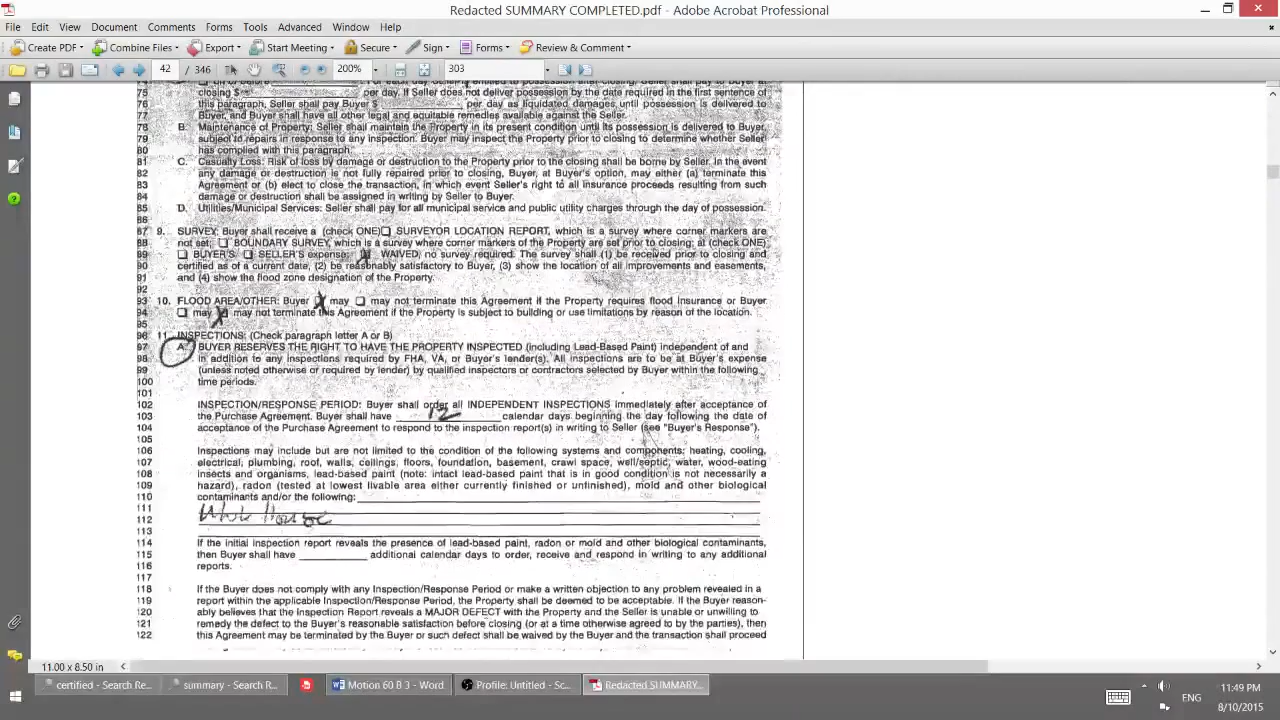 Redacted SUMMARY COMPLETED.pdf - Adobe Acrobat Professional
File Edit View Document Comments Forms Tools Advanced Window Help
Create PDF Combine Files Export Start Meeting Secure Sign Forms Review & Comment
42 / 346 200% 303
75 closing $ per day. If Seller does not deliver possession by the date required in the first sentence of
76 this paragraph, Seller shall pay Buyer $ per day as liquidated damages until possession is delivered to
77 Buyer, and Buyer shall have all other legal and equitable remedies available against the Seller.
78 B. Maintenance of Property: Seller shall maintain the Property in its present condition until its possession is delivered to Buyer,
79 subject to repairs in response to any inspection. Buyer may inspect the Property prior to closing to determine whether Seller
80 has complied with this paragraph.
81 C. Casualty Loss: Risk of loss by damage or destruction to the Property prior to the closing shall be borne by Seller. In the event
82 any damage or destruction is not fully repaired prior to closing, Buyer, at Buyer's option, may either (a) terminate this
83 Agreement or (b) elect to close the transaction, in which event Seller's right to all insurance proceeds resulting from such
84 damage or destruction shall be assigned in writing by Seller to Buyer.
85 D. Utilities/Municipal Services: Seller shall pay for all municipal service and public utility charges through the day of possession.
86
87 9. SURVEY: Buyer shall receive a (check ONE) SURVEYOR LOCATION REPORT, which is a survey where corner markers are
88 not set; BOUNDARY SURVEY, which is a survey where corner markers of the Property are set prior to closing; at (check ONE)
89 BUYER'S SELLER'S expense; WAIVED, no survey required. The survey shall (1) be received prior to closing and
90 certified as of a current date, (2) be reasonably satisfactory to Buyer, (3) show the location of all improvements and easements,
91 and (4) show the flood zone designation of the Property.
92
93 10. FLOOD AREA/OTHER: Buyer X may may not terminate this Agreement if the Property requires flood Insurance or Buyer
94 may X may not terminate this Agreement if the Property is subject to building or use limitations by reason of the location.
95
96 11. INSPECTIONS: (Check paragraph letter A or B)
97 A. BUYER RESERVES THE RIGHT TO HAVE THE PROPERTY INSPECTED (including Lead-Based Paint) independent of and
98 in addition to any inspections required by FHA, VA, or Buyer's lender(s). All inspections are to be at Buyer's expense
99 (unless noted otherwise or required by lender) by qualified inspectors or contractors selected by Buyer within the following
100 time periods.
101
102 INSPECTION/RESPONSE PERIOD: Buyer shall order all INDEPENDENT INSPECTIONS immediately after acceptance of
103 the Purchase Agreement. Buyer shall have 12 calendar days beginning the day following the date of
104 acceptance of the Purchase Agreement to respond to the inspection report(s) in writing to Seller (see "Buyer's Response").
105
106 Inspections may include but are not limited to the condition of the following systems and components: heating, cooling,
107 electrical, plumbing, roof, walls, ceilings, floors, foundation, basement, crawl space, well/septic, water, wood-eating
108 insects and organisms, lead-based paint (note: intact lead-based paint that is in good condition is not necessarily a
109 hazard), radon (tested at lowest livable area either currently finished or unfinished), mold and other biological
110 contaminants and/or the following:
111
112 Whole House
113
114 If the initial inspection report reveals the presence of lead-based paint, radon or mold and other biological contaminants,
115 then Buyer shall have additional calendar days to order, receive and respond in writing to any additional
116 reports.
117
118 If the Buyer does not comply with any Inspection/Response Period or make a written objection to any problem revealed in a
119 report within the applicable Inspection/Response Period, the Property shall be deemed to be acceptable. If the Buyer reason-
120 ably believes that the Inspection Report reveals a MAJOR DEFECT with the Property and the Seller is unable or unwilling to
121 remedy the defect to the Buyer's reasonable satisfaction before closing (or at a time otherwise agreed to by the parties), then
122 this Agreement may be terminated by the Buyer or such defect shall be waived by the Buyer and the transaction shall proceed
11.00 x 8.50 in
certified - Search Re... summary - Search R... Motion 60 B 3 - Word Profile: Untitled - Sc... Redacted SUMMARY... ENG 11:49 PM
8/10/2015